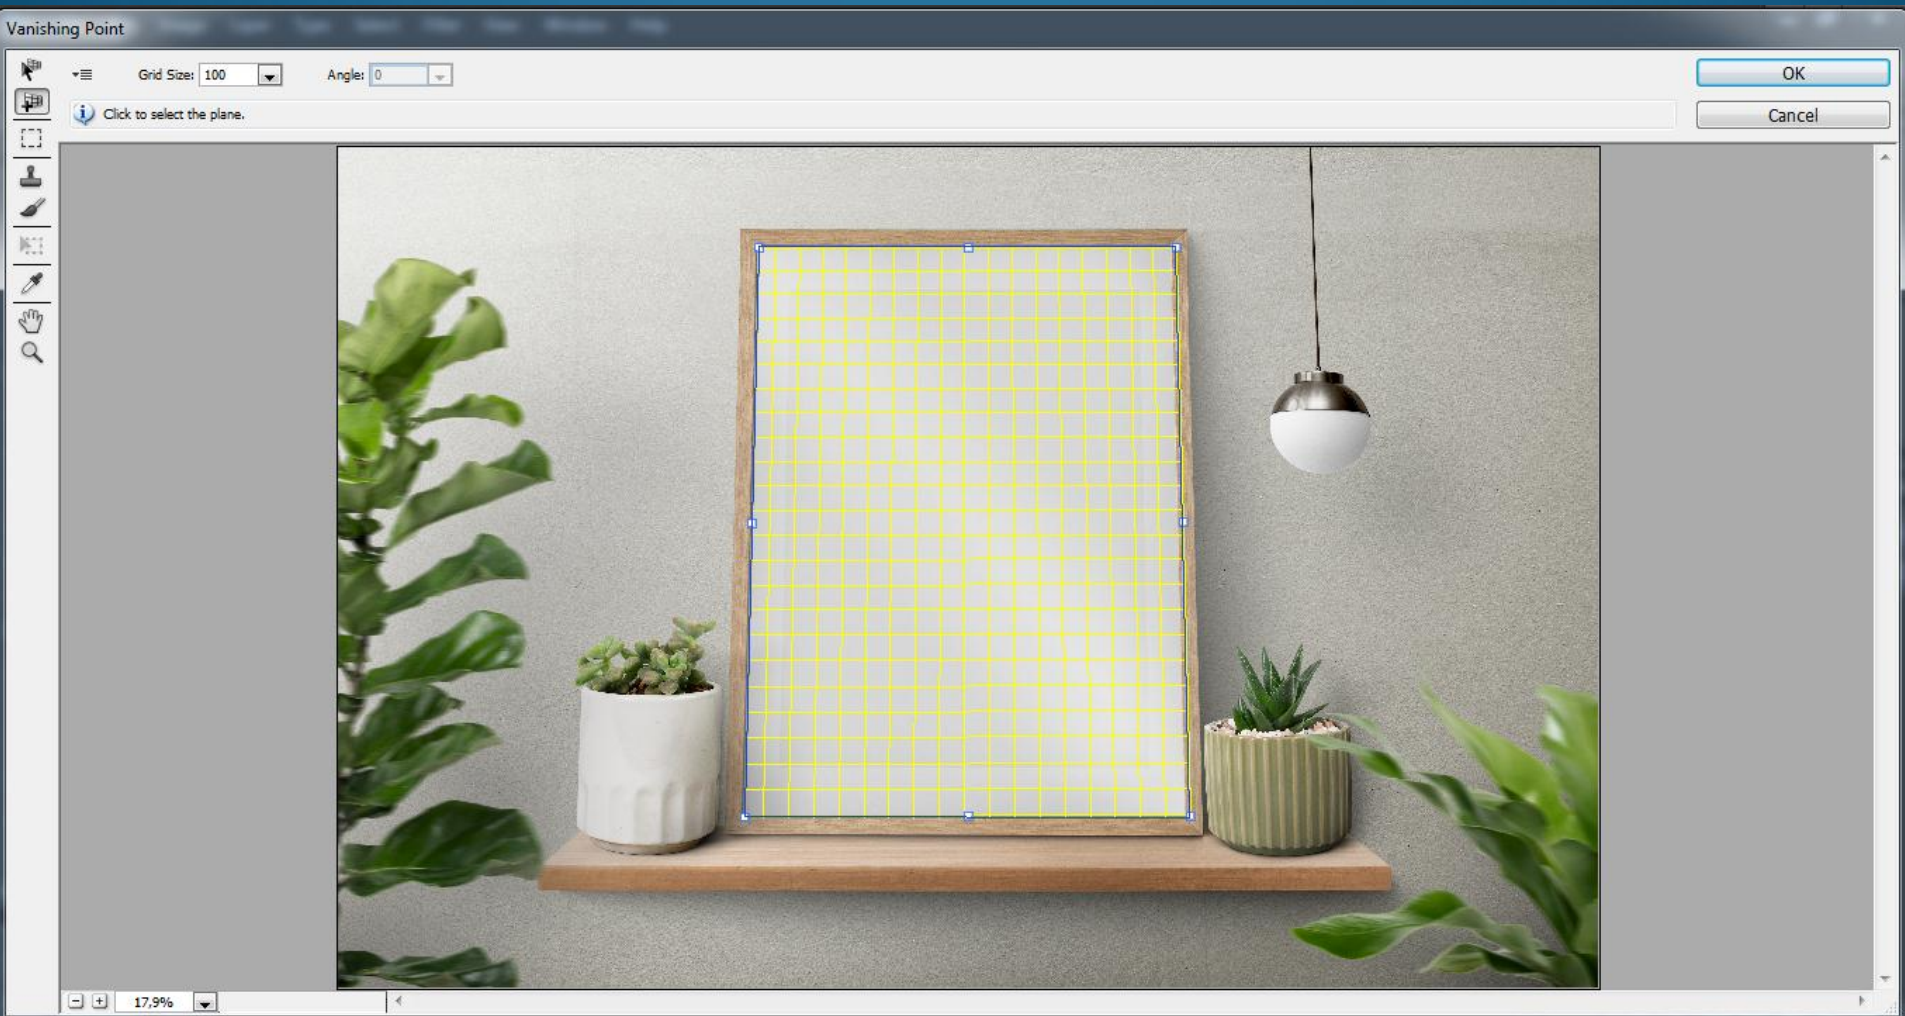 Vanishing Point
Grid Size: 100
Angle: 0
OK
Click to select the plane.
Cancel
17,9%